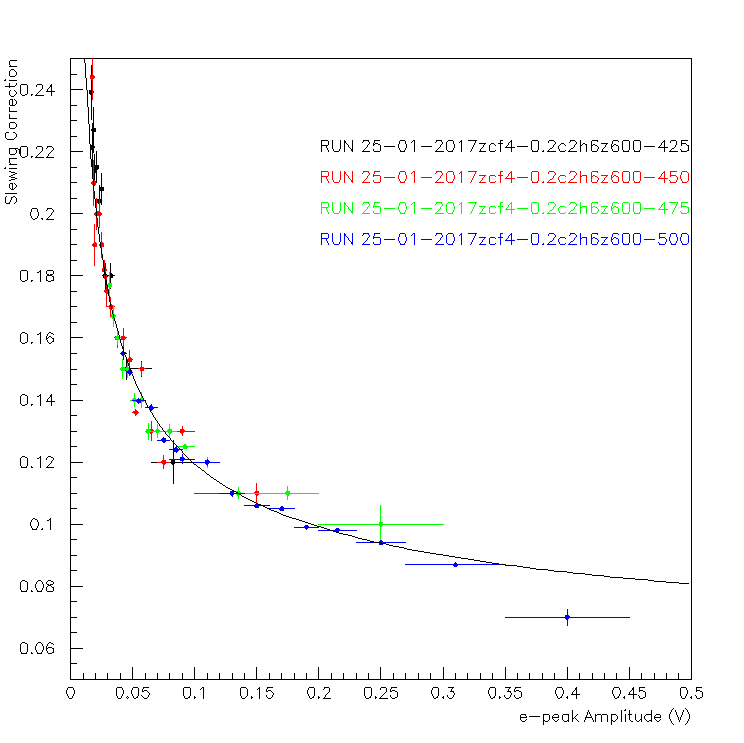 Slewing Correction
0.24
0.22
0.2
0.18
0.16
0.14
0.12
0.1
0.08
0.06
RUN 25-01-2017zcf4-0.2c2h6z600-425
RUN 25-01-2017zcf4-0.2c2h6z600-450
RUN 25-01-2017zcf4-0.2c2h6z600-475
RUN 25-01-2017zcf4-0.2c2h6z600-500
0 0.05 0.1 0.15 0.2 0.25 0.3 0.35 0.4 0.45 0.5
e-peak Amplitude (V)